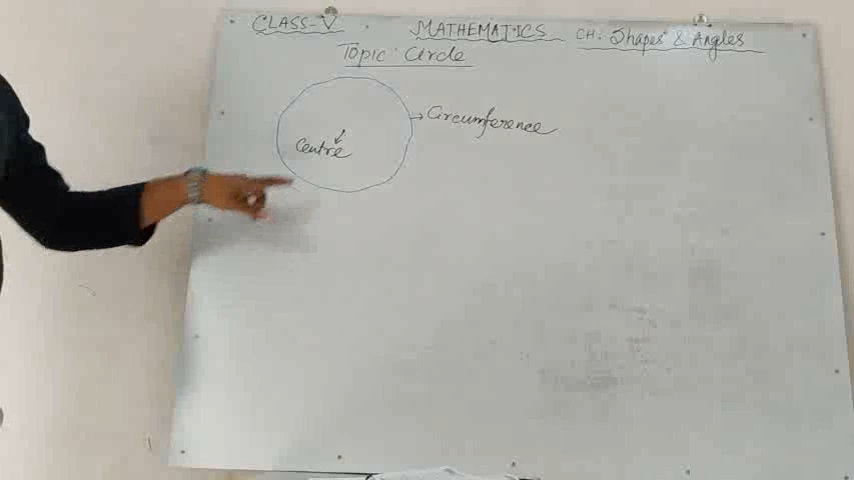 CLASS-V MATHEMATICS CH: Shapes & Angles
Topic: Circle
Circumference
Centre